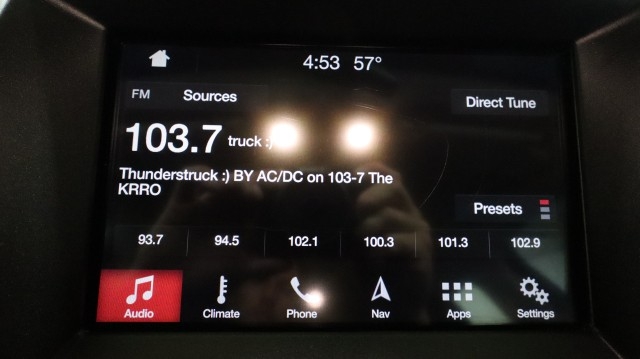 4:53 57°
FM Sources Direct Tune
103.7 truck :)
Thunderstruck :) BY AC/DC on 103-7 The
KRRO
Presets
93.7 94.5 102.1 100.3 101.3 102.9
Audio Climate Phone Nav Apps Settings